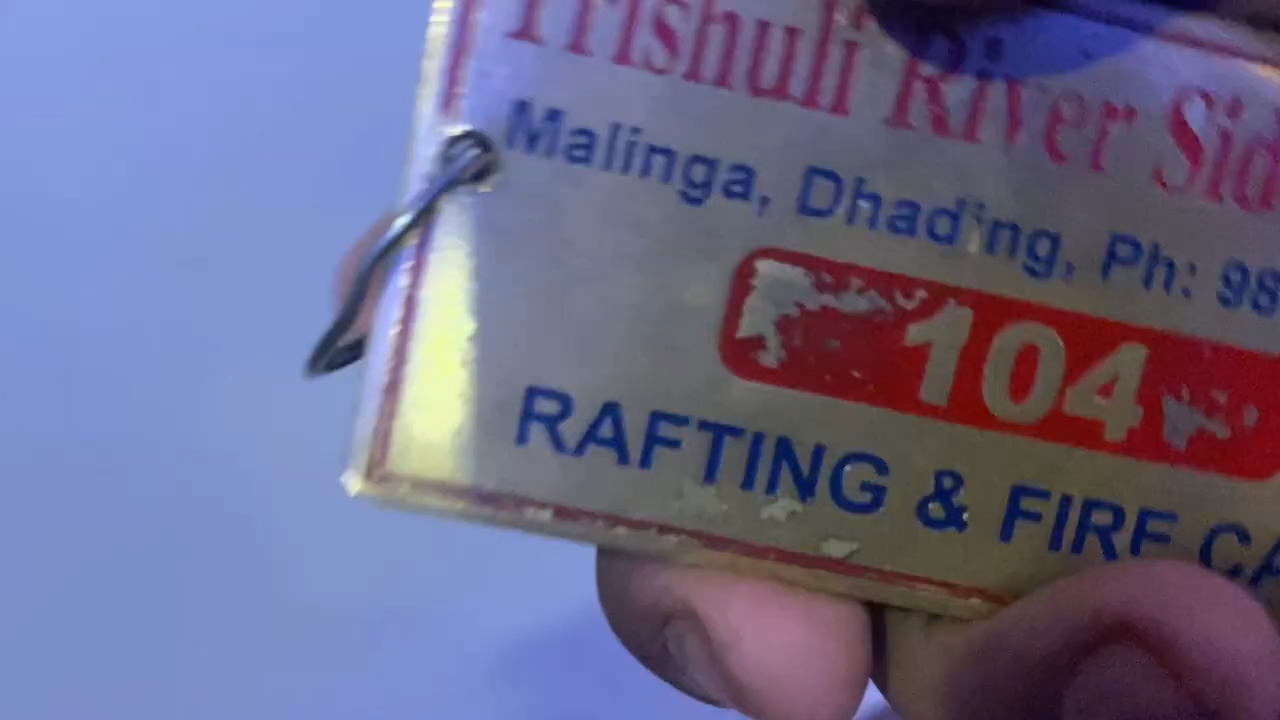 Trishuli River Sid
Malinga, Dhading, Ph: 98
104
RAFTING & FIRE CA